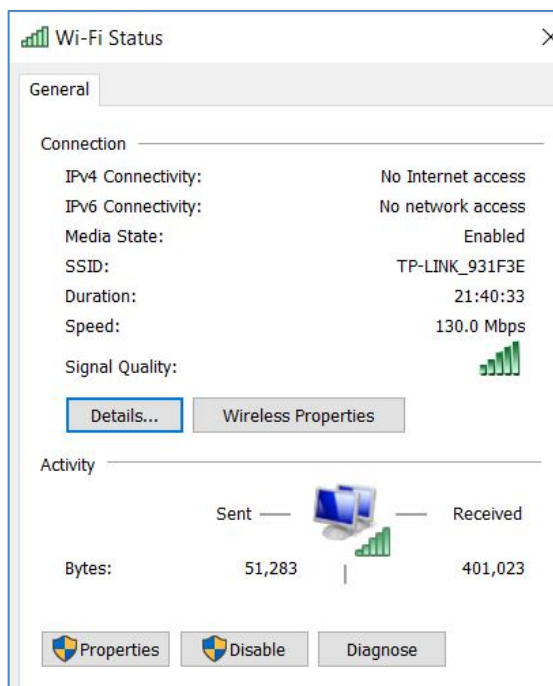 Wi-Fi Status
General
Connection
IPv4 Connectivity: No Internet access
IPv6 Connectivity: No network access
Media State: Enabled
SSID: TP-LINK_931F3E
Duration: 21:40:33
Speed: 130.0 Mbps
Signal Quality:
Details... Wireless Properties
Activity
Sent Received
Bytes: 51,283 401,023
Properties Disable Diagnose